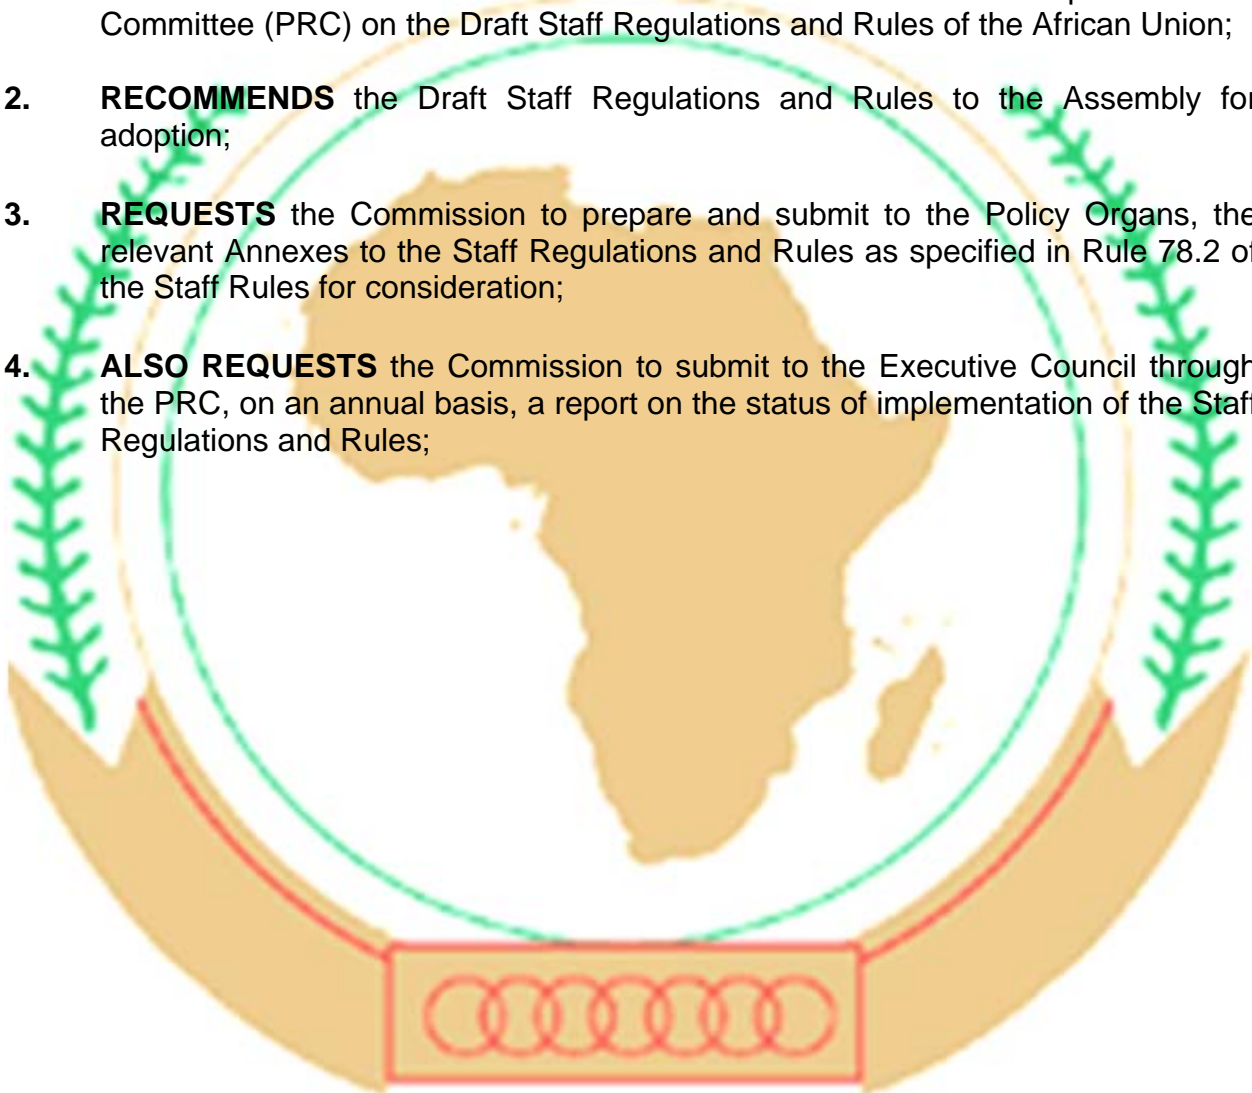 Committee (PRC) on the Draft Staff Regulations and Rules of the African Union;
2. RECOMMENDS the Draft Staff Regulations and Rules to the Assembly for
adoption;
3. REQUESTS the Commission to prepare and submit to the Policy Organs, the
relevant Annexes to the Staff Regulations and Rules as specified in Rule 78.2 of
the Staff Rules for consideration;
4. ALSO REQUESTS the Commission to submit to the Executive Council through
the PRC, on an annual basis, a report on the status of implementation of the Staff
Regulations and Rules;